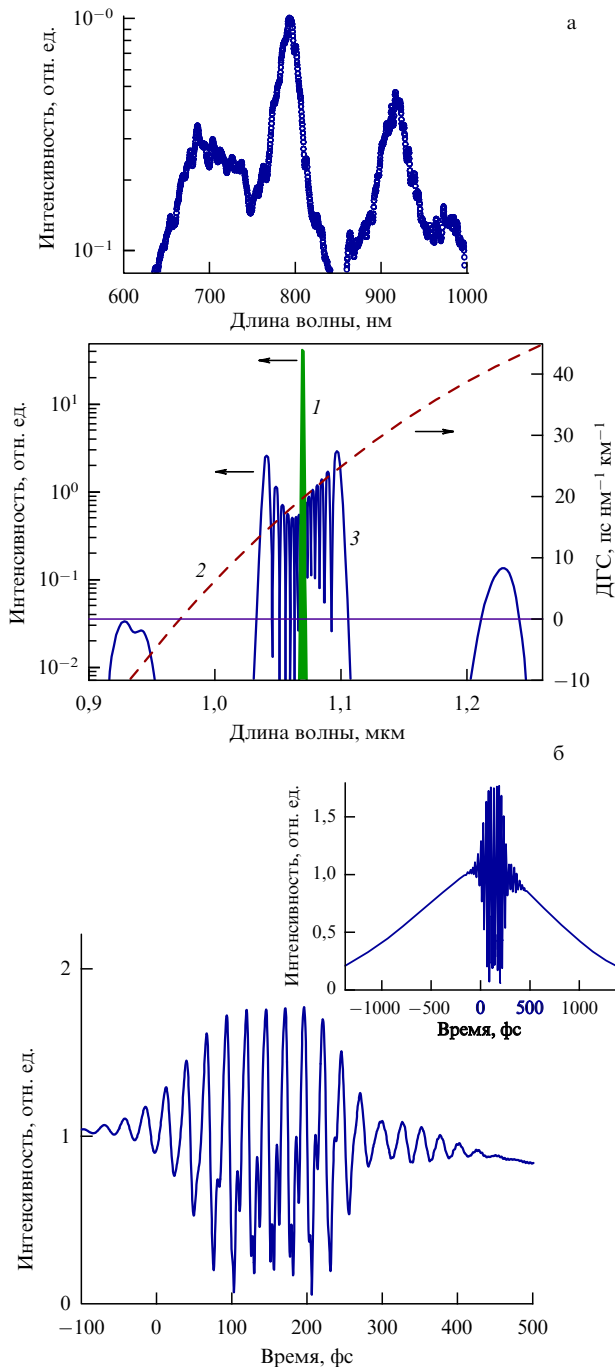 а
10⁻⁰
10⁻¹
Интенсивность, отн. ед.
600 700 800 900 1000
Длина волны, нм
10¹
10⁰
10⁻¹
10⁻²
Интенсивность, отн. ед.
1
2
3
40
30
20
10
0
−10
ДГС, пс нм⁻¹ км⁻¹
0,9 1,0 1,1 1,2
Длина волны, мкм
б
1,5
1,0
0,5
0
Интенсивность, отн. ед.
−1000 −500 0 500 1000
Время, фс
2
1
0
Интенсивность, отн. ед.
−100 0 100 200 300 400 500
Время, фс